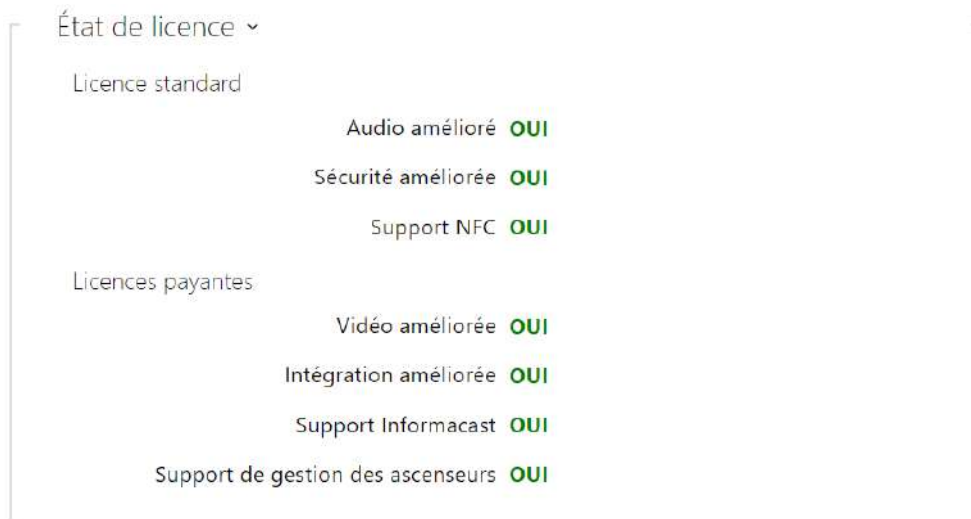 État de licence
Licence standard
Audio amélioré OUI
Sécurité améliorée OUI
Support NFC OUI
Licences payantes
Vidéo améliorée OUI
Intégration améliorée OUI
Support Informacast OUI
Support de gestion des ascenseurs OUI